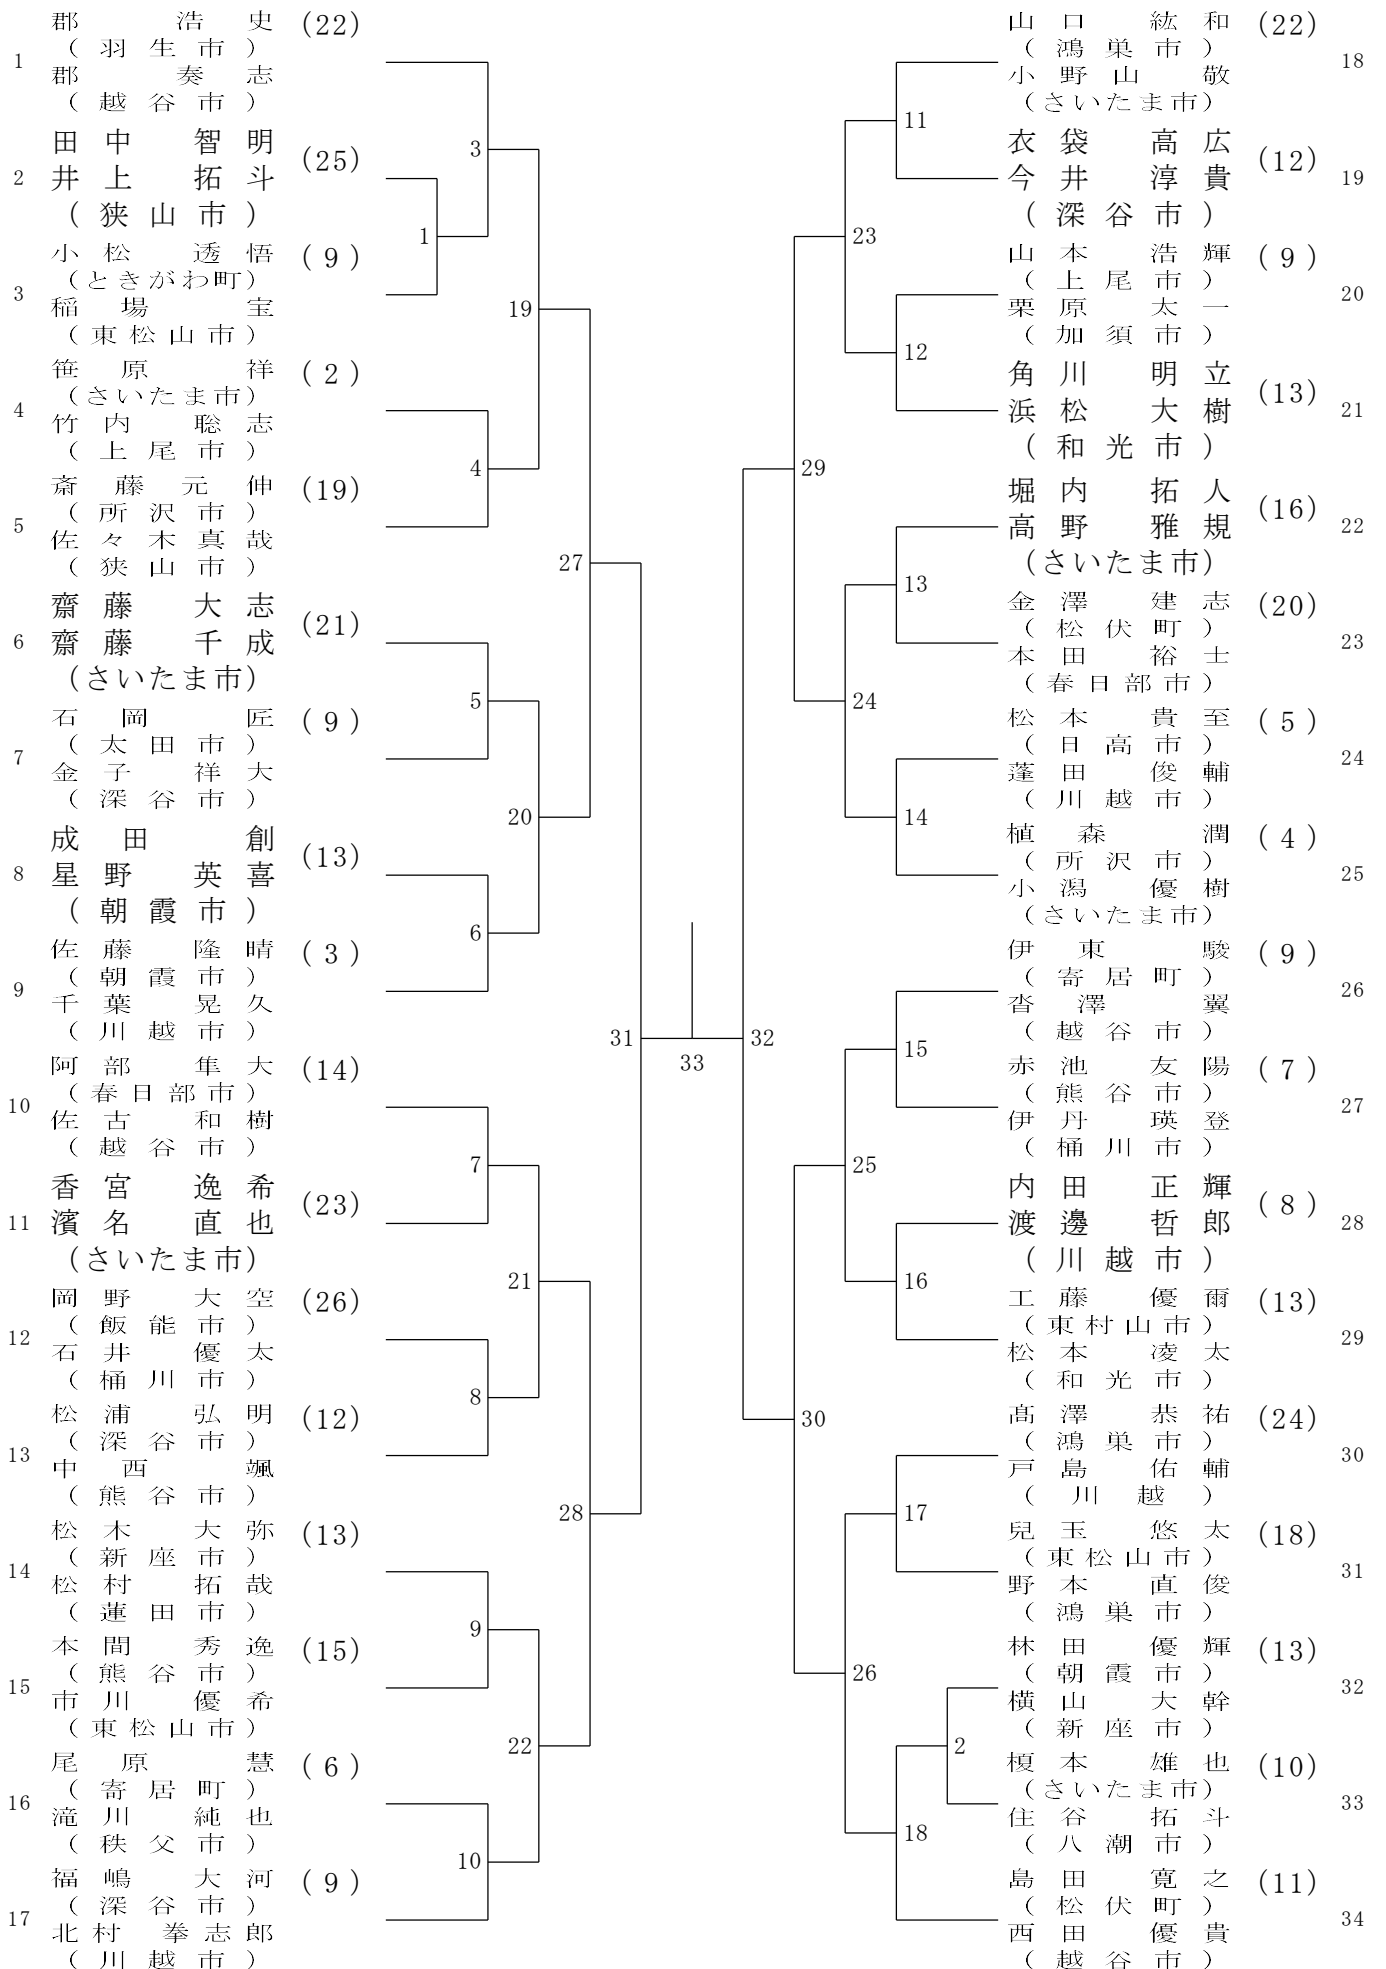 郡 浩史 (22)
(羽生市)
1
郡 奏志
(越谷市)
田中 智明 (25)
2 井上 拓斗
(狭山市)
小松 透悟 (9)
(ときがわ町)
3
稲場 宝
(東松山市)
笹原 祥 (2)
(さいたま市)
4
竹内 聡志
(上尾市)
斎藤元伸 (19)
(所沢市)
5
佐々木真哉
(狭山市)
齋藤 大志 (21)
6 齋藤 千成
(さいたま市)
石岡 匠 (9)
(太田市)
7
金子 祥大
(深谷市)
成田 創 (13)
8 星野 英喜
(朝霞市)
佐藤 隆晴 (3)
(朝霞市)
9
千葉 晃久
(川越市)
阿部 隼大 (14)
(春日部市)
10
佐古 和樹
(越谷市)
香宮 逸希 (23)
11 濱名 直也
(さいたま市)
岡野 大空 (26)
(飯能市)
12
石井 優太
(桶川市)
松浦 弘明 (12)
(深谷市)
13
中西 颯
(熊谷市)
松木 大弥 (13)
(新座市)
14
松村 拓哉
(蓮田市)
本間 秀逸 (15)
(熊谷市)
15
市川 優希
(東松山市)
尾原 慧 (6)
(寄居町)
16
滝川 純也
(秩父市)
福嶋 大河 (9)
(深谷市)
17
北村 拳志郎
(川越市)
1
3
4
5
6
7
8
9
10
19
20
21
22
27
28
31
33
32
29
30
23
24
25
26
11
12
13
14
15
16
17
18
2
山口 紘和 (22)
(鴻巣市)
18
小野山 敬
(さいたま市)
衣袋 高広 (12)
今井 淳貴 19
(深谷市)
山本 浩輝 (9)
(上尾市)
20
栗原 太一
(加須市)
角川 明立 (13)
浜松 大樹 21
(和光市)
堀内 拓人 (16)
高野 雅規 22
(さいたま市)
金澤 建志 (20)
(松伏町)
23
本田 裕士
(春日部市)
松本 貴至 (5)
(日高市)
24
蓬田 俊輔
(川越市)
植森 潤 (4)
(所沢市)
25
小潟 優樹
(さいたま市)
伊東 駿 (9)
(寄居町)
26
沓澤 翼
(越谷市)
赤池 友陽 (7)
(熊谷市)
27
伊丹 瑛登
(桶川市)
内田 正輝 (8)
渡邊 哲郎 28
(川越市)
工藤 優爾 (13)
(東村山市)
29
松本 凌太
(和光市)
髙澤 恭祐 (24)
(鴻巣市)
30
戸島 佑輔
(川越)
兒玉 悠太 (18)
(東松山市)
31
野本 直俊
(鴻巣市)
林田 優輝 (13)
(朝霞市)
32
横山 大幹
(新座市)
榎本 雄也 (10)
(さいたま市)
33
住谷 拓斗
(八潮市)
島田 寛之 (11)
(松伏町)
34
西田 優貴
(越谷市)